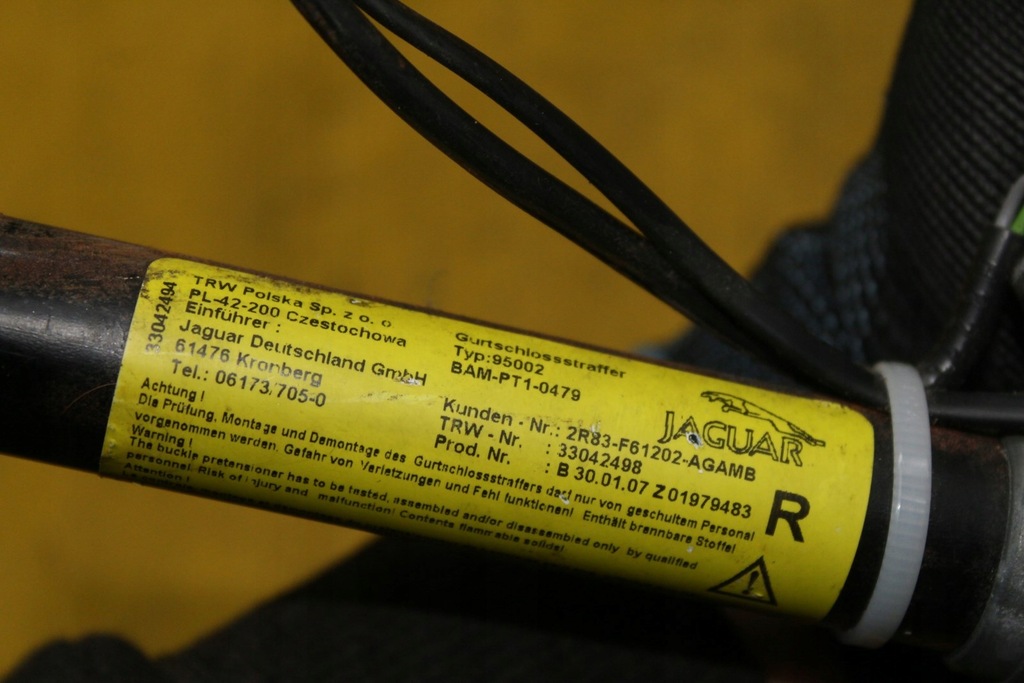 33042494
TRW Polska Sp. z o. o
PL-42-200 Czestochowa
Einführer :
Jaguar Deutschland GmbH
61476 Kronberg
Tel.: 06173,705-0
Gurtschlossstraffer
Typ:95002
BAM-PT1-0479
Kunden - Nr.: 2R83-F61202-AGAMB
TRW - Nr. : 33042498
Prod. Nr. : B 30.01.07 Z01979483
JAGUAR
R
Achtung !
Die Prüfung, Montage und Demontage des Gurtschlossstraffers darf nur von geschultem Personal
vorgenommen werden. Gefahr von Verletzungen und Fehl funktionen! Enthält brennbare Stoffe!
Warning !
The buckle pretensioner has to be tested, assembled and/or disassembled only by qualified
personnel. Risk of injury and malfunction! Contents flammable solids!